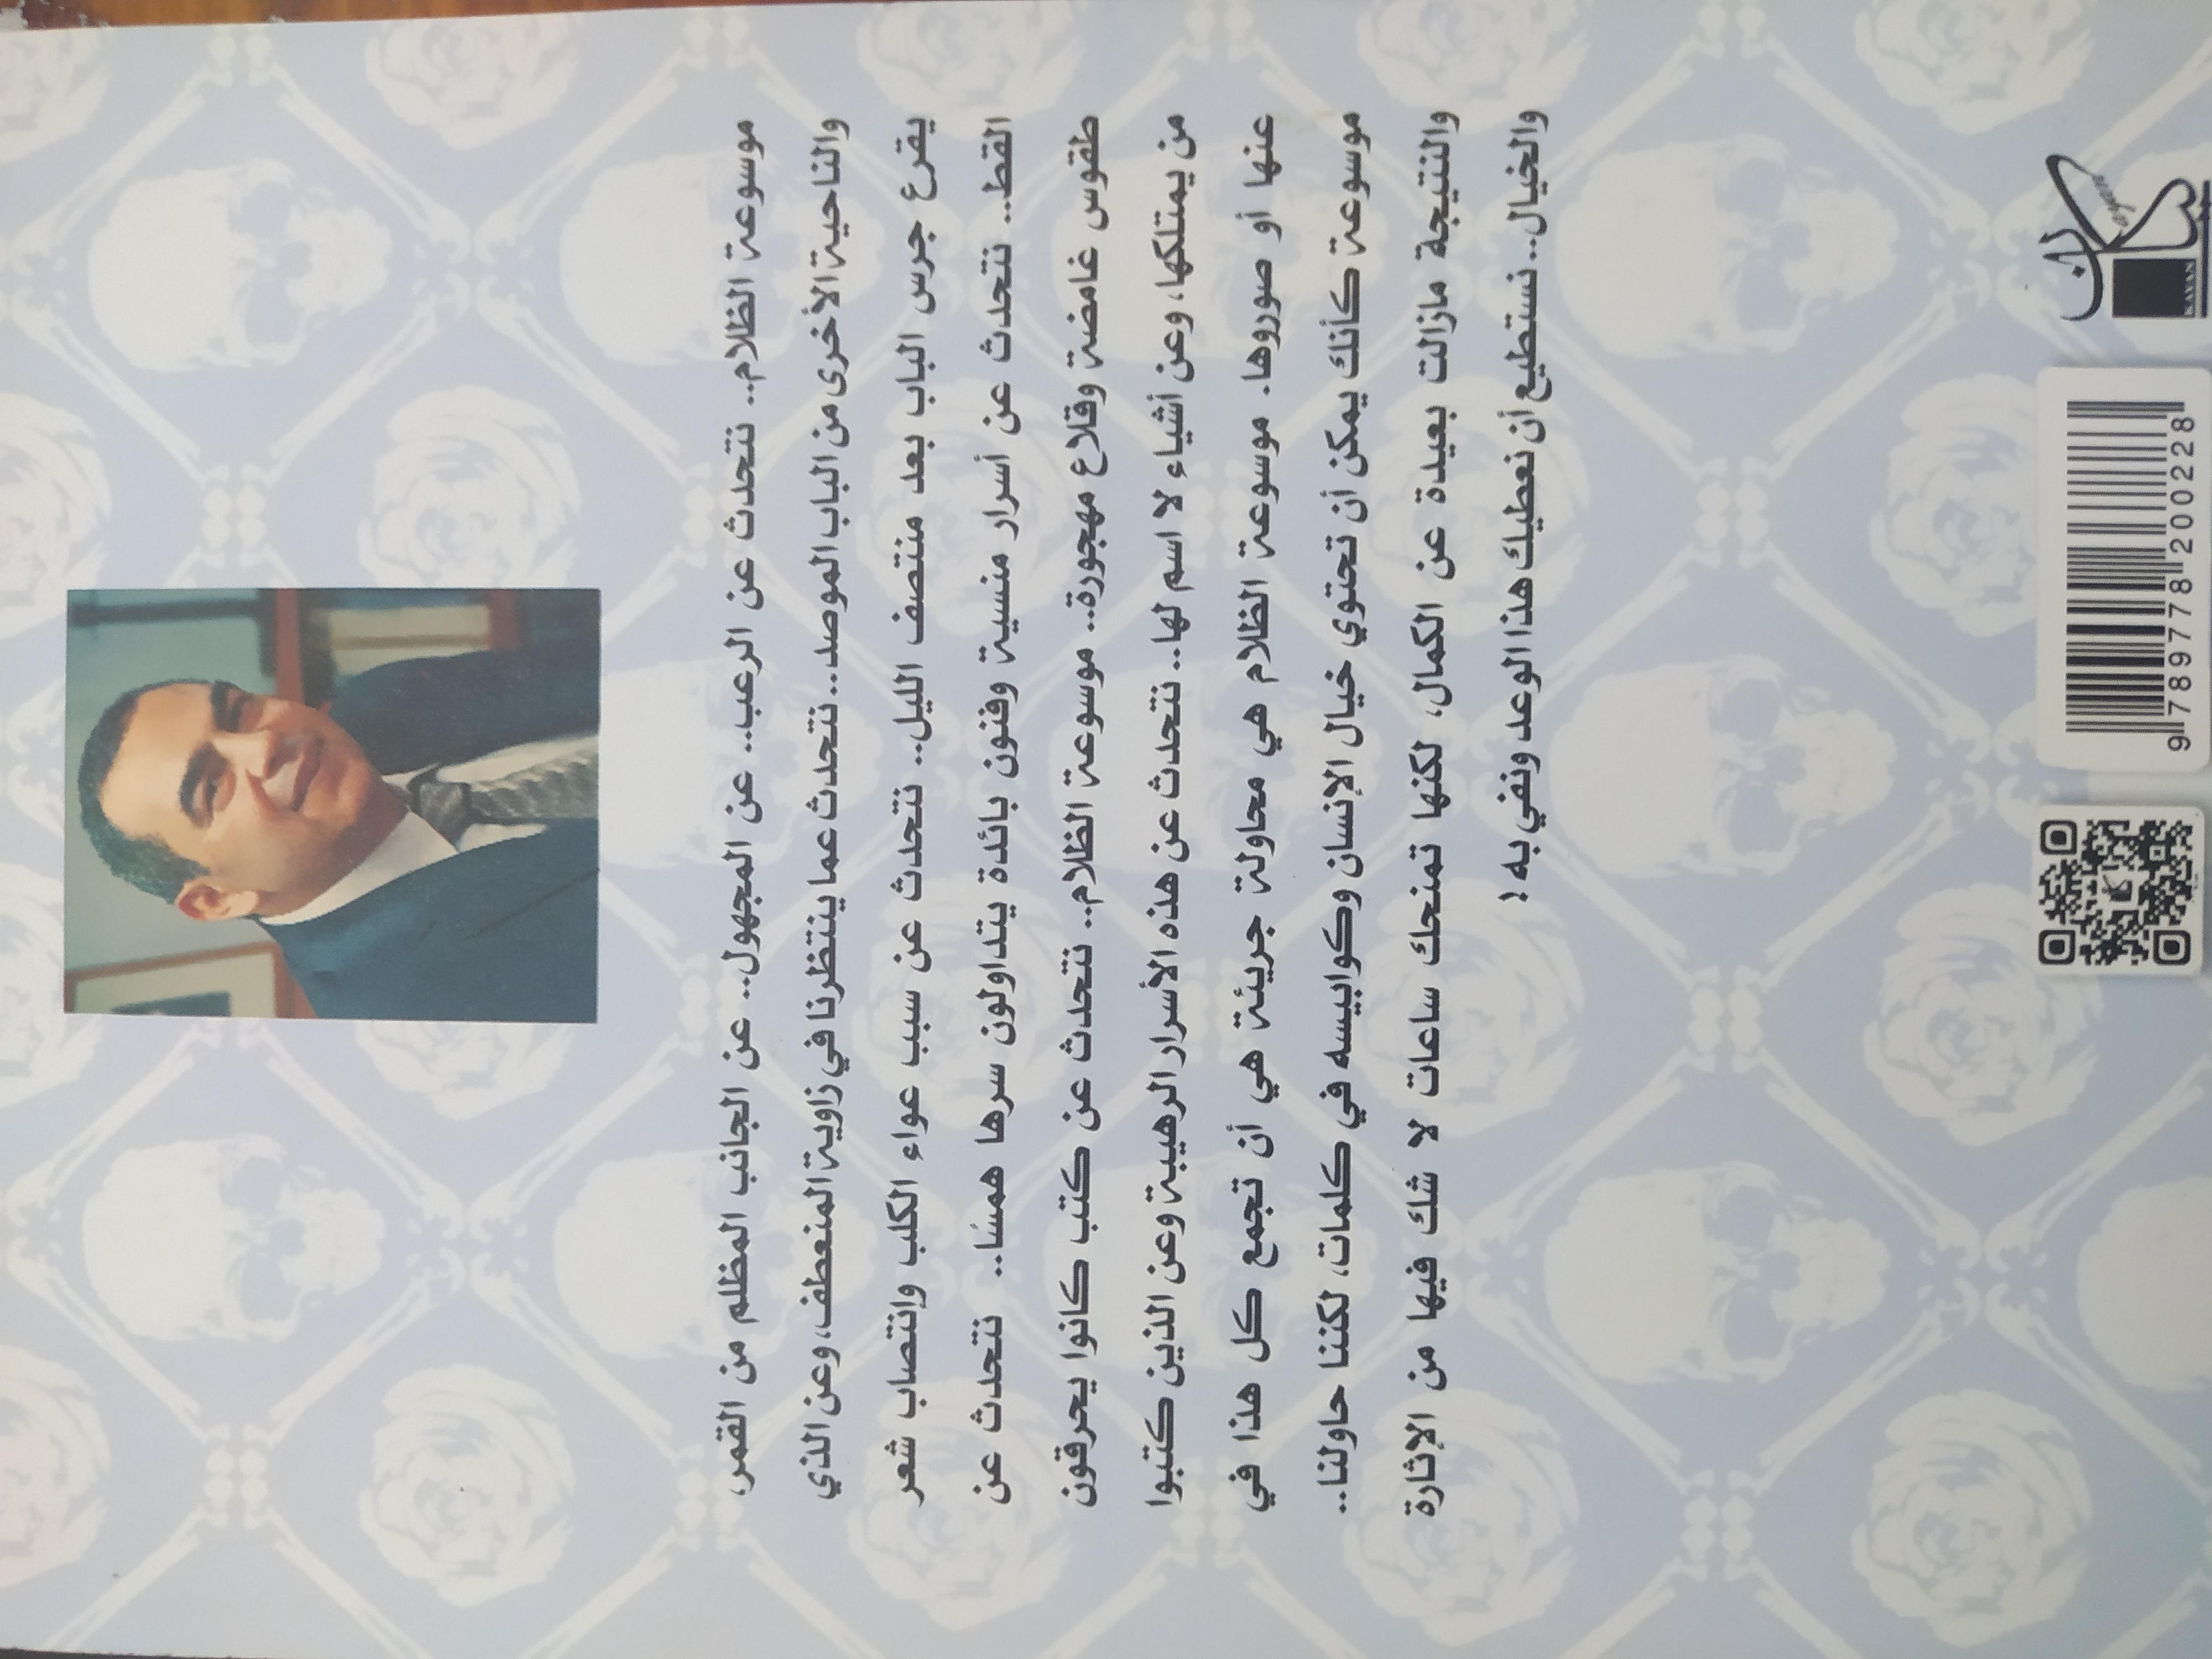 موسوعة الظلام.. نتحدث عن الرعب.. عن المجهول.. عن الجانب المظلم من القمر،
والناحية الأخرى من الباب الموصد.. نتحدث عما ينتظرنا في زاوية المنعطف، وعن الذي
يقرع جرس الباب بعد منتصف الليل.. نتحدث عن سبب عواء الكلب وإنتصاب شعر
القط.. نتحدث عن أسرار منسية وفنون بائدة يتداولون سرها همسًا.. نتحدث عن
طقوس غامضة وقلاع مهجورة.. موسوعة الظلام.. نتحدث عن كتب كانوا يحرقون
من يمتلكها، وعن أشياء لا اسم لها.. نتحدث عن هذه الأسرار الرهيبة وعن الذين كتبوا
عنها أو صوروها. موسوعة الظلام هي محاولة جريئة هي أن تجمع كل هذا في
موسوعة كأنك يمكن أن تحتوي خيال الإنسان وكوابيسه في كلمات، لكننا حاولنا..
والنتيجة مازالت بعيدة عن الكمال، لكنها تمنحك ساعات لا شك فيها من الإثارة
والخيال.. نستطيع أن نعطيك هذا الوعد ونفي به !
9 789778 200228
كيان
Kayan
KAYAN